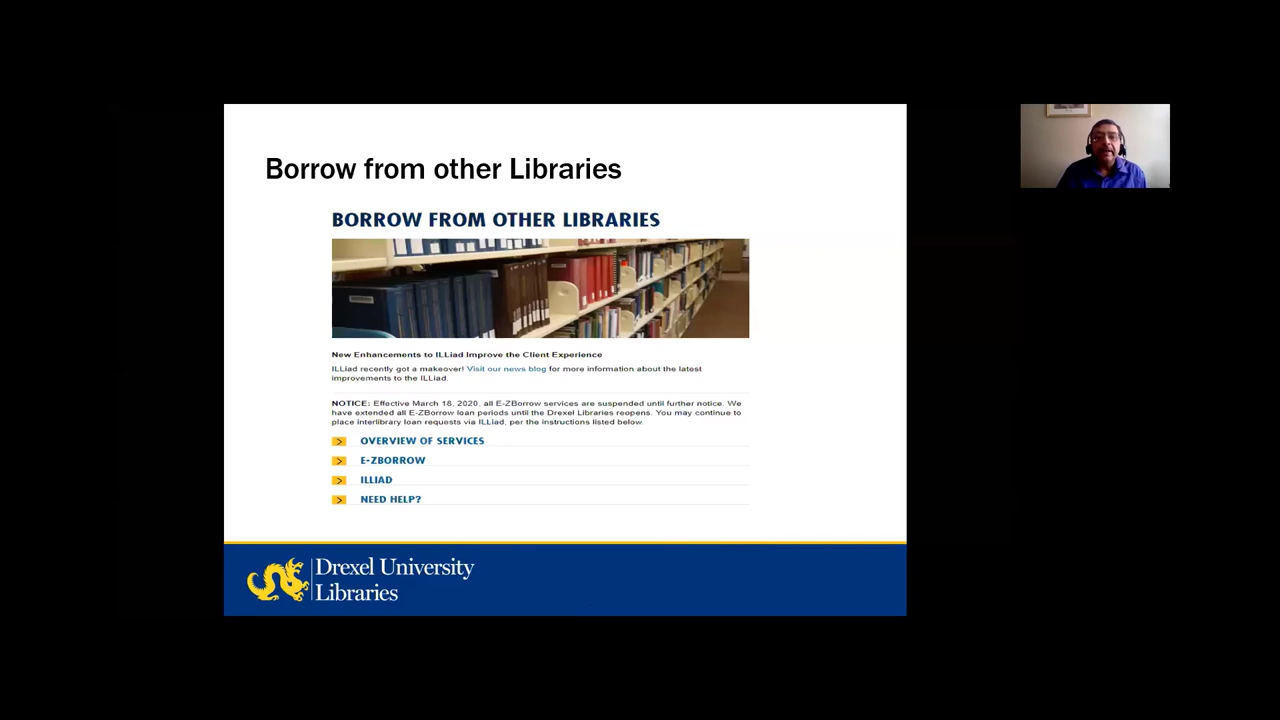 Borrow from other Libraries
BORROW FROM OTHER LIBRARIES
New Enhancements to ILLiad Improve the Client Experience
ILLiad recently got a makeover! Visit our news blog for more information about the latest
improvements to the ILLiad.
NOTICE: Effective March 18, 2020, all E-ZBorrow services are suspended until further notice. We
have extended all E-ZBorrow loan periods until the Drexel Libraries reopens. You may continue to
place interlibrary loan requests via ILLiad, per the instructions listed below.
> OVERVIEW OF SERVICES
> E-ZBORROW
> ILLIAD
> NEED HELP?
Drexel University
Libraries